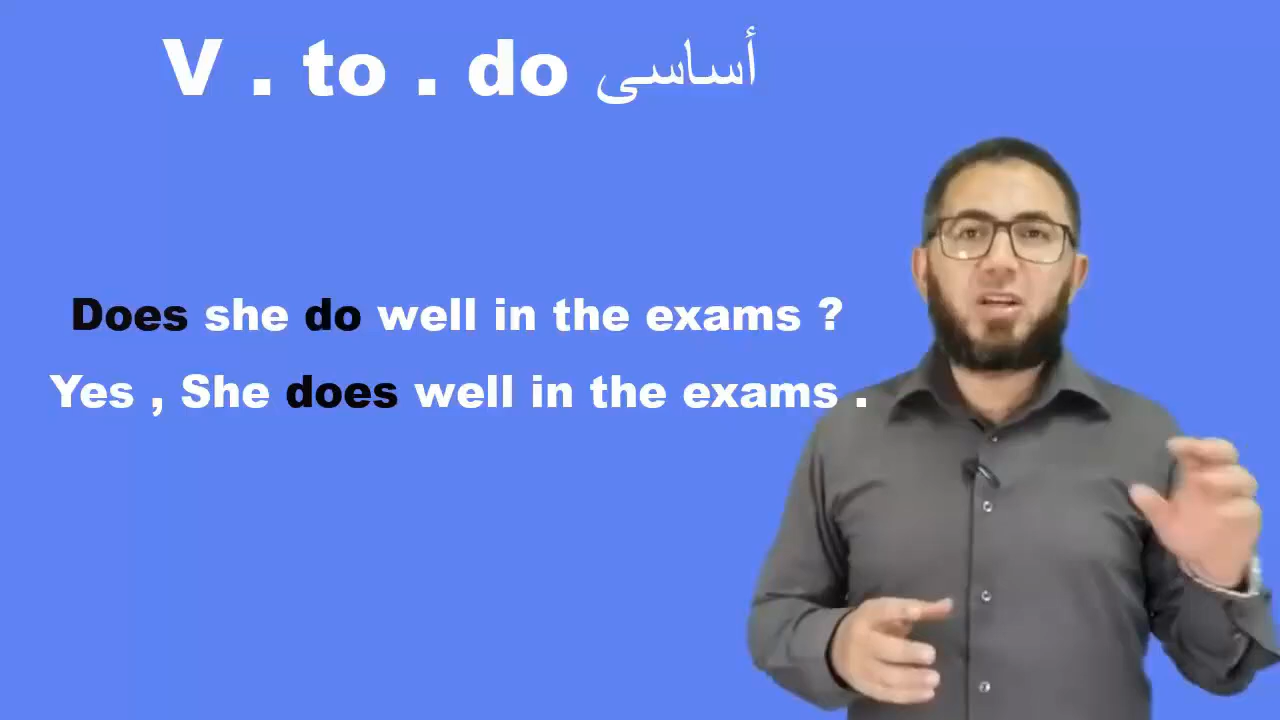 V . to . do أساسى
Does she do well in the exams ?
Yes , She does well in the exams .